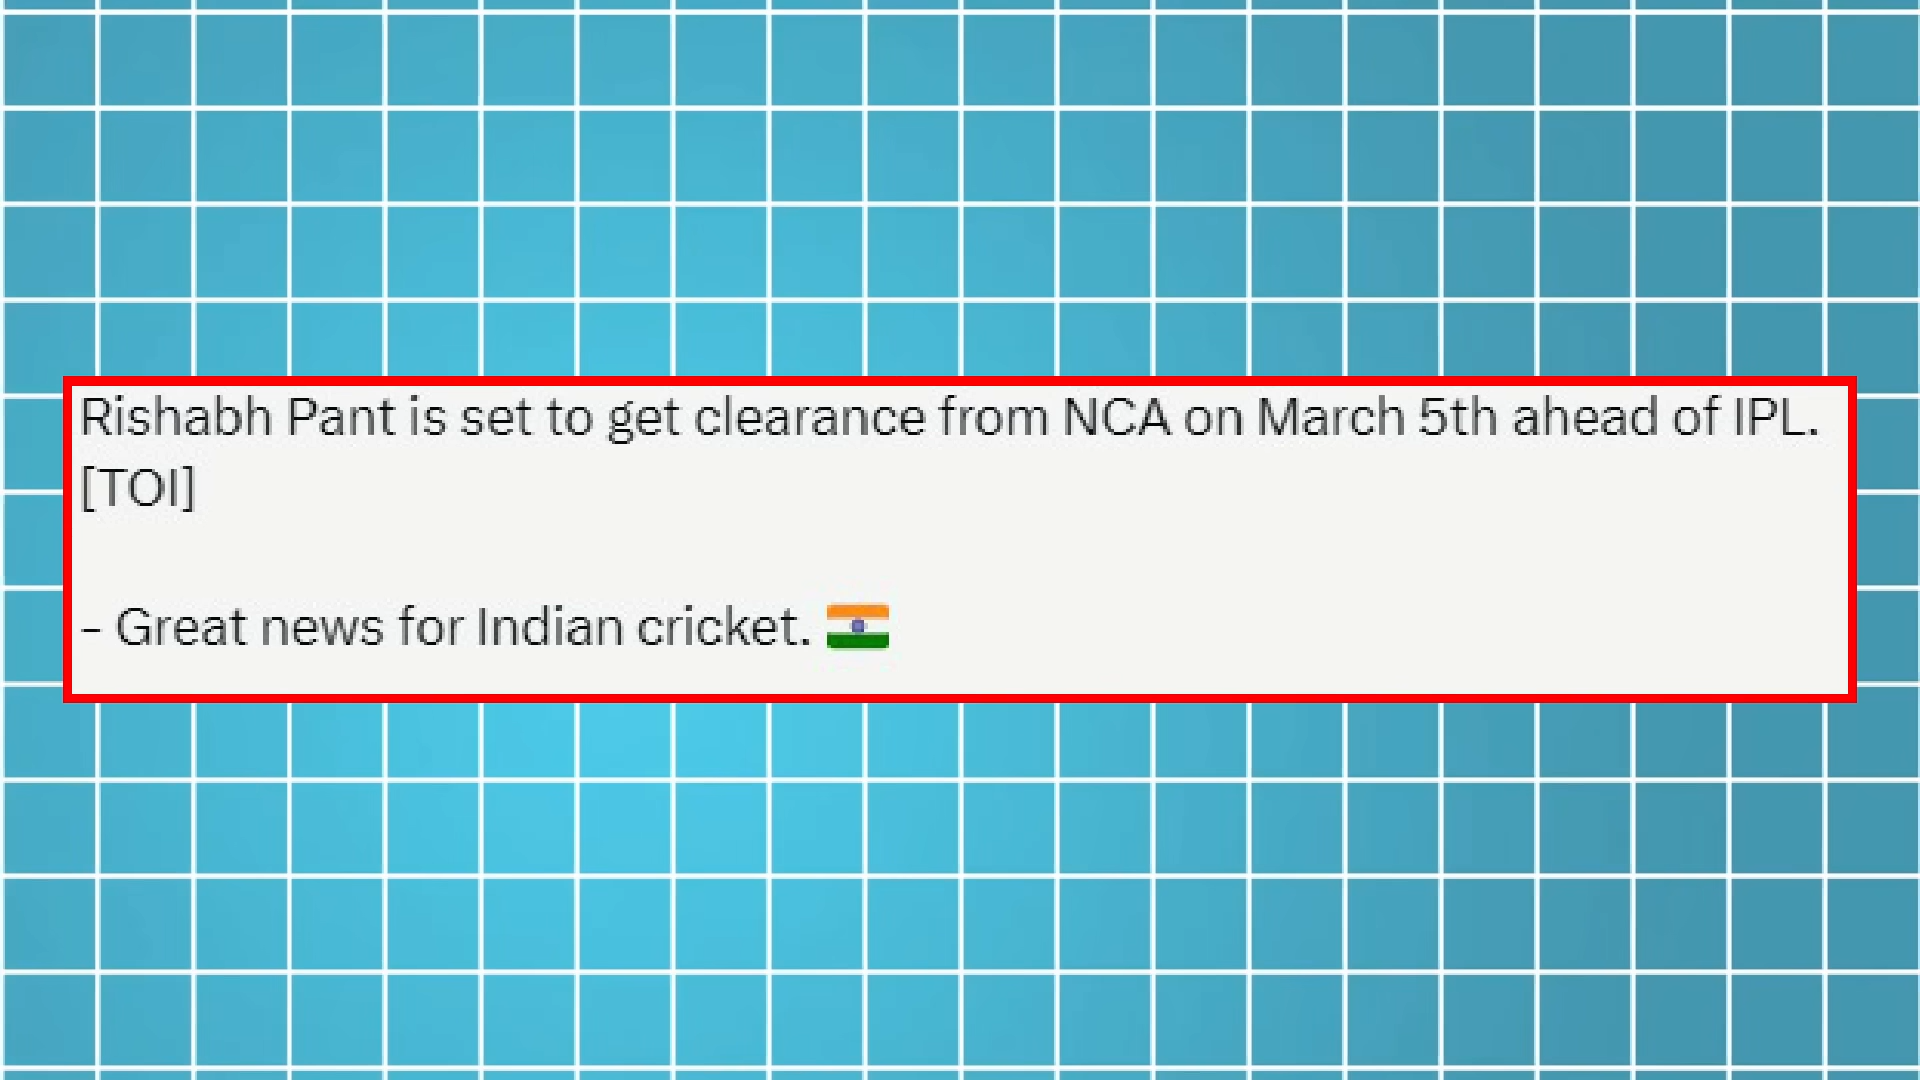 Rishabh Pant is set to get clearance from NCA on March 5th ahead of IPL.
[TOI]
- Great news for Indian cricket. 🇮🇳